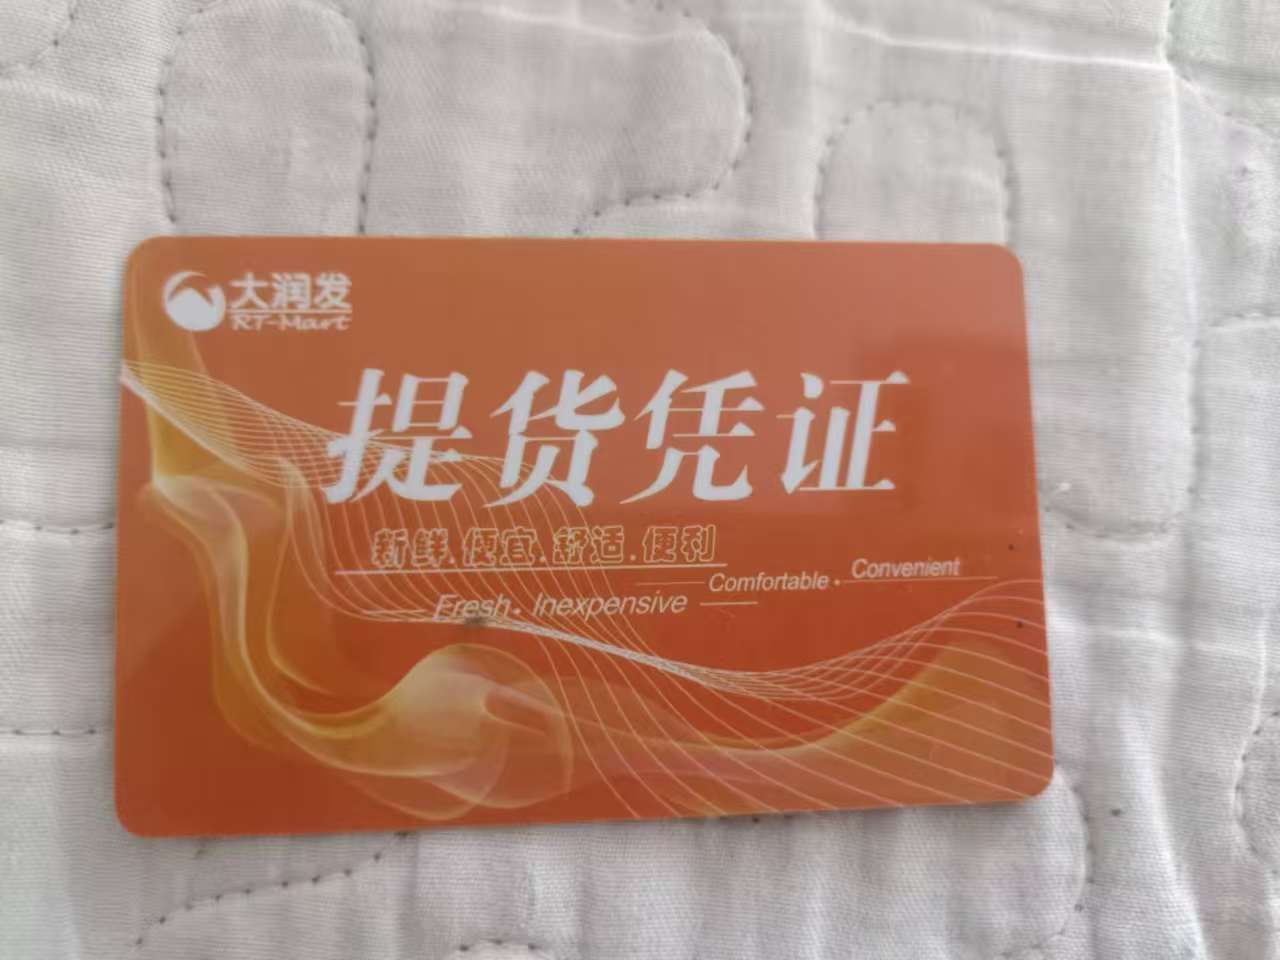 大润发
RT-Mart
提货凭证
新鲜.便宜.舒适.便利
Comfortable · Convenient
Fresh · Inexpensive